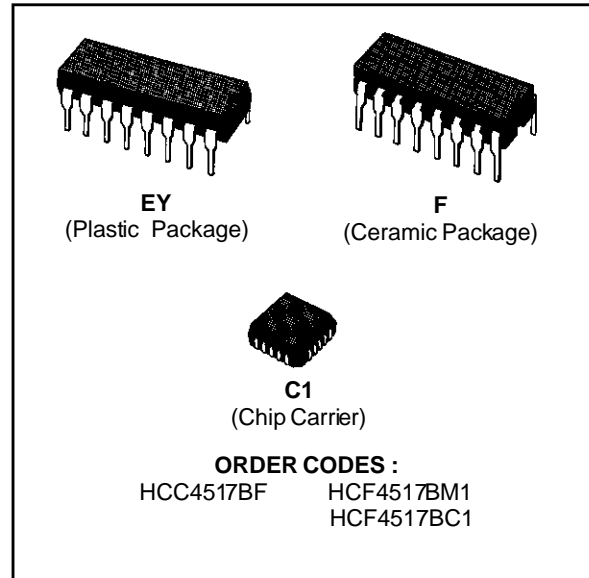 EY
(Plastic Package)
F
(Ceramic Package)
C1
(Chip Carrier)
ORDER CODES :
HCC4517BF HCF4517BM1
HCF4517BC1